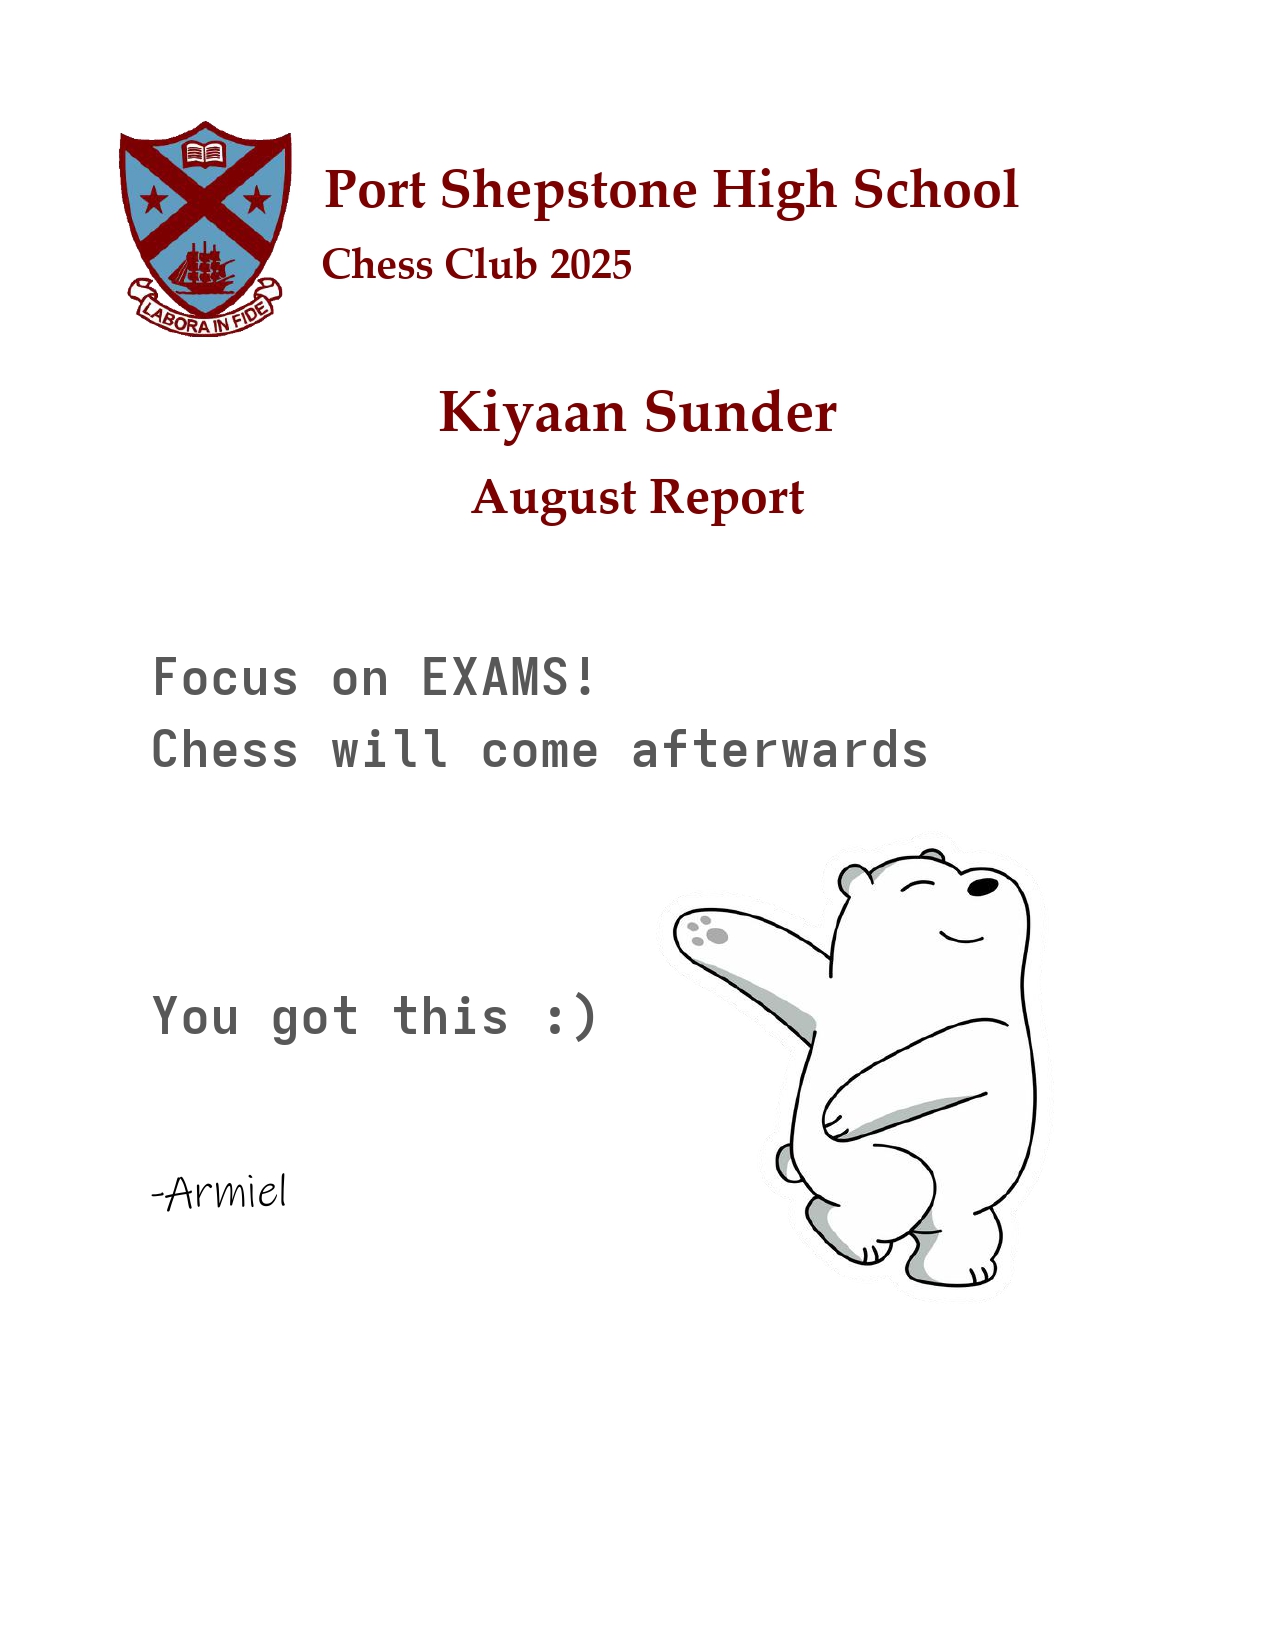 Port Shepstone High School
Chess Club 2025
LABORA IN FIDE
Kiyaan Sunder
August Report
Focus on EXAMS!
Chess will come afterwards
You got this :)
-Armiel